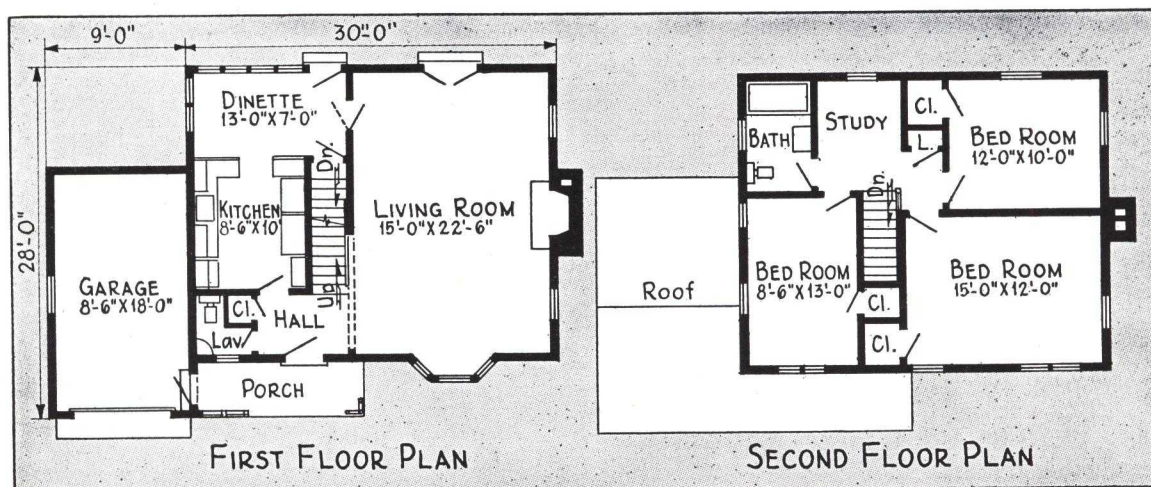 9'-0"
30'-0"
28'-0"
DINETTE
13'-0"X7'-0"
Dn.
KITCHEN
8'-6"X10'
LIVING ROOM
15'-0"X22'-6"
GARAGE
8'-6"X18'-0"
Up
Cl.
HALL
Lav.
PORCH
FIRST FLOOR PLAN
BATH
STUDY
Cl.
L.
BED ROOM
12'-0"X10'-0"
Dn.
BED ROOM
8'-6"X13'-0"
BED ROOM
15'-0"X12'-0"
Roof
Cl.
Cl.
SECOND FLOOR PLAN